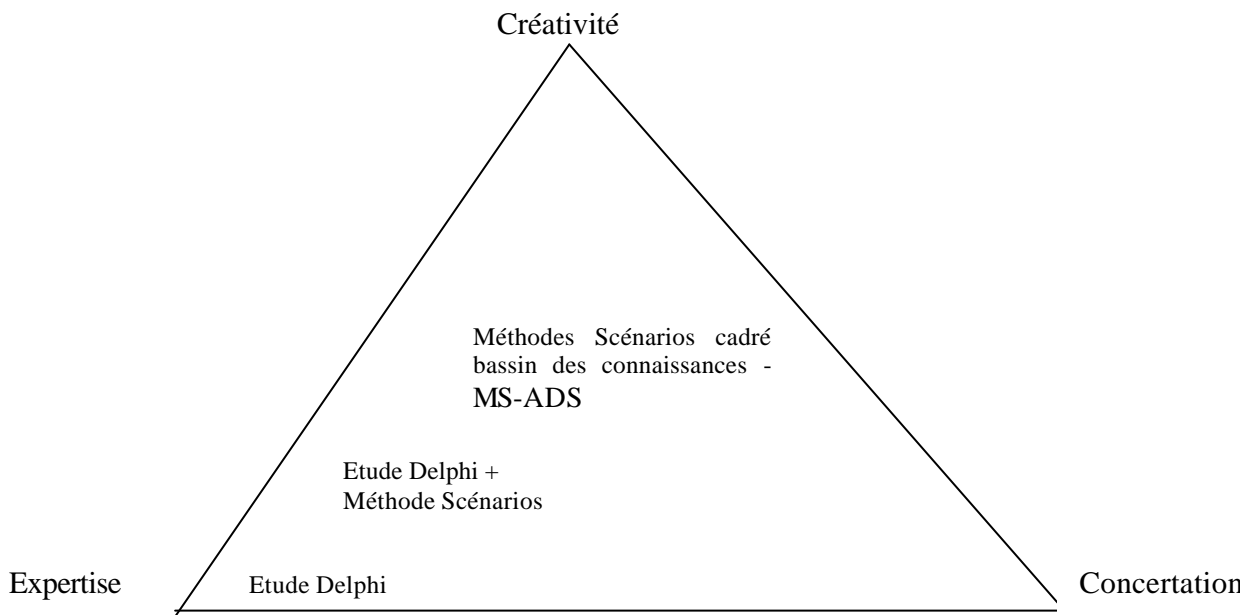 Créativité
Méthodes Scénarios cadré
bassin des connaissances -
MS-ADS
Etude Delphi +
Méthode Scénarios
Expertise
Etude Delphi
Concertation